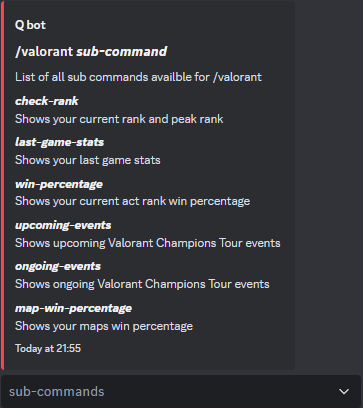 Q bot
/valorant sub-command
List of all sub commands availble for /valorant
check-rank
Shows your current rank and peak rank
last-game-stats
Shows your last game stats
win-percentage
Shows your current act rank win percentage
upcoming-events
Shows upcoming Valorant Champions Tour events
ongoing-events
Shows ongoing Valorant Champions Tour events
map-win-percentage
Shows your maps win percentage
Today at 21:55
sub-commands